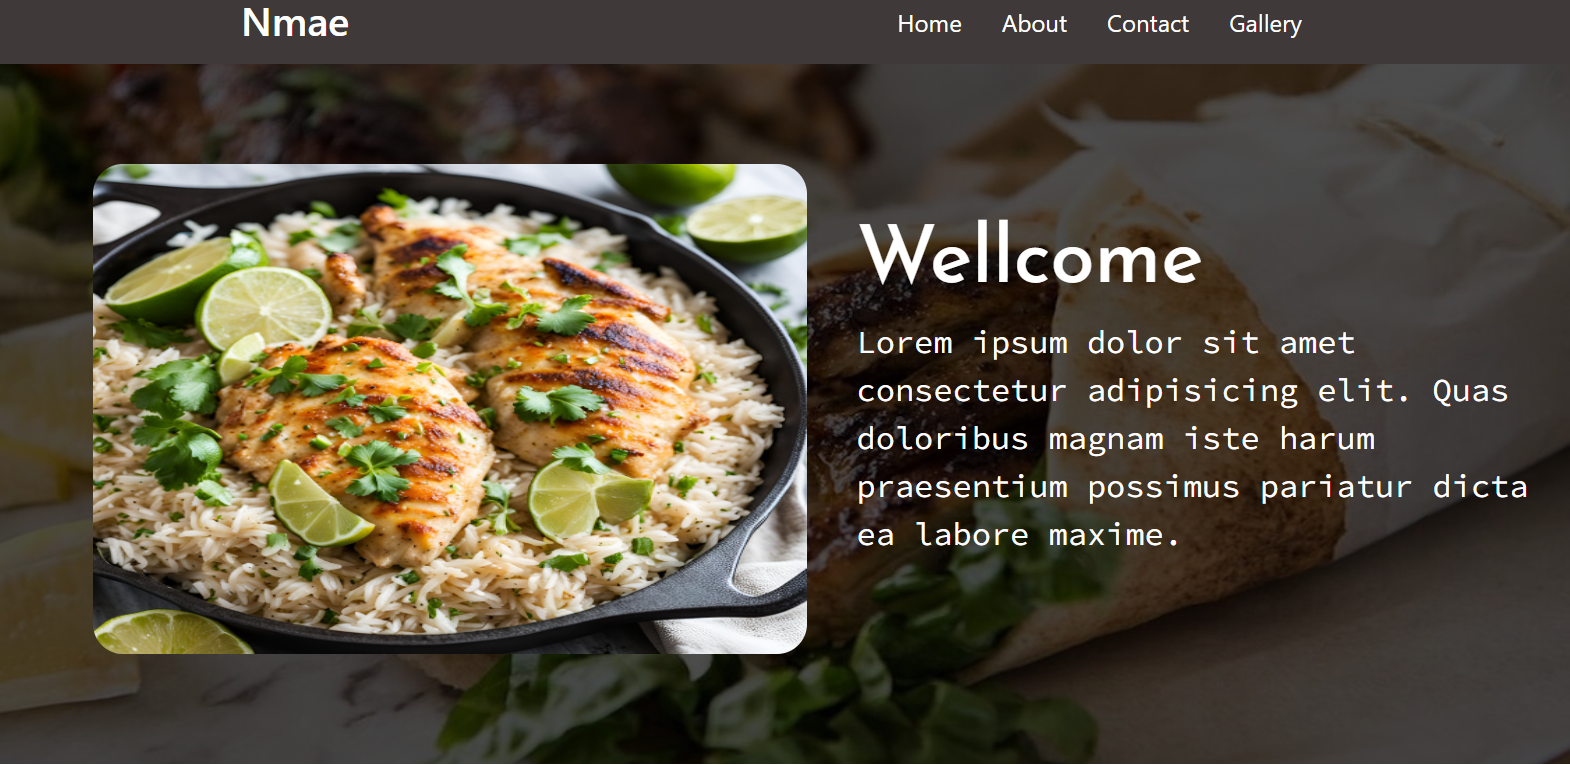 Nmae
Home About Contact Gallery
Wellcome
Lorem ipsum dolor sit amet
consectetur adipisicing elit. Quas
doloribus magnam iste harum
praesentium possimus pariatur dicta
ea labore maxime.